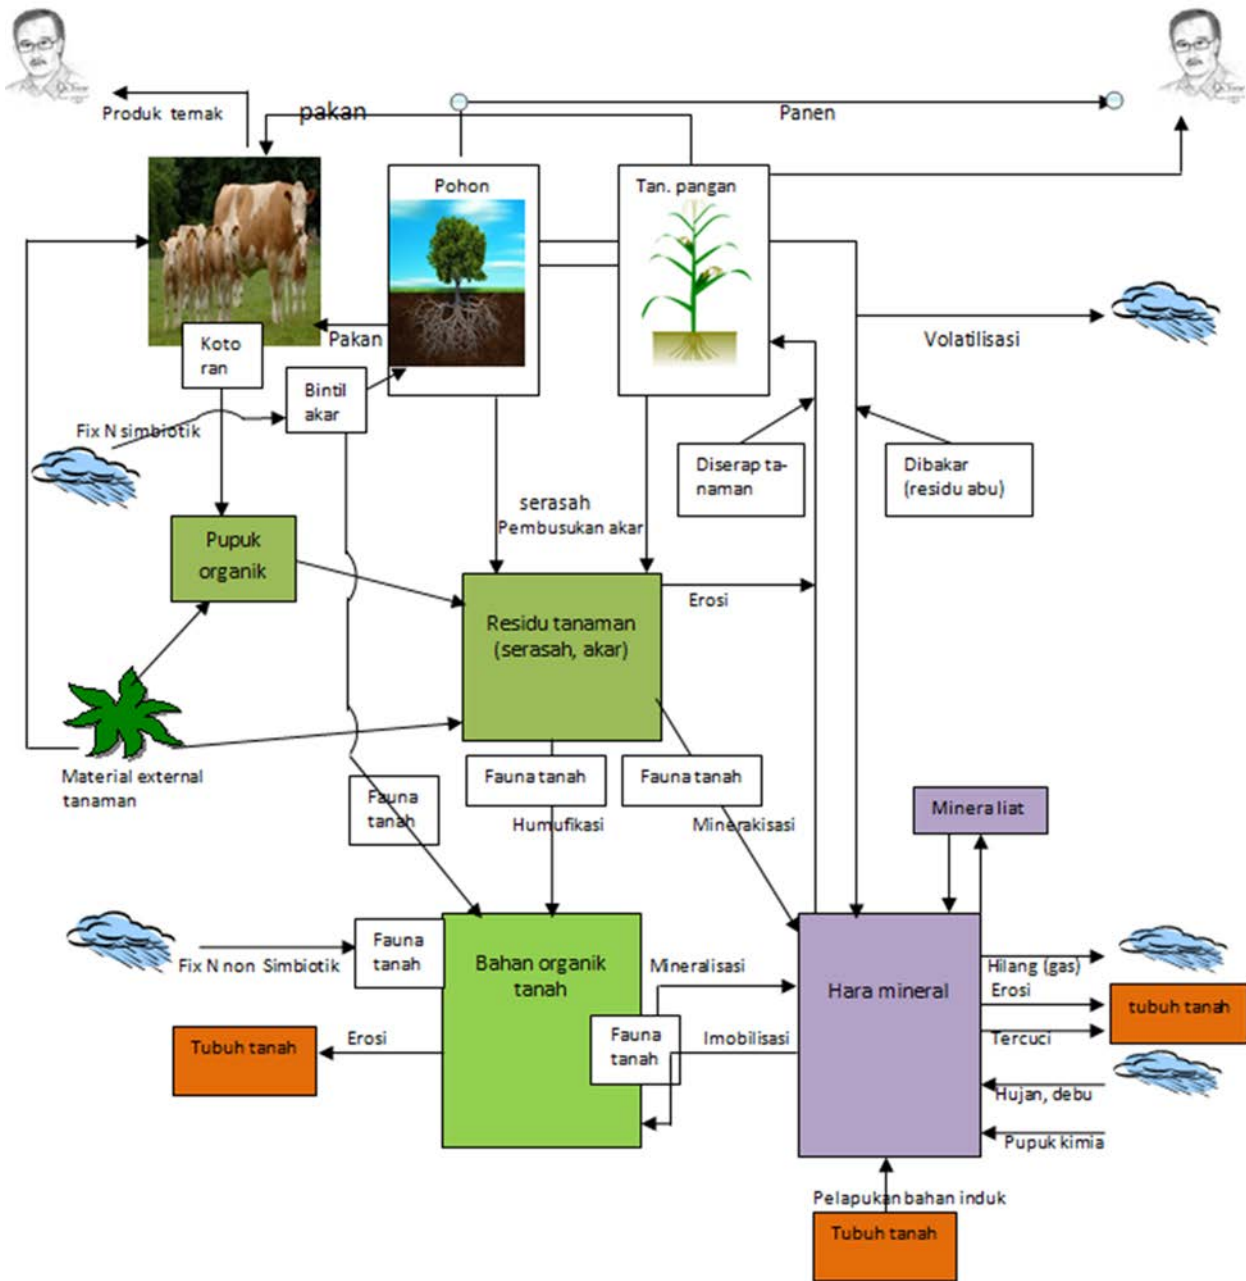 Produk temak
pakan
Panen
Pohon
Tan. pangan
Koto
ran
Pakan
Volatilisasi
Bintil
akar
Fix N simbiotik
Diserap ta-
naman
Dibakar
(residu abu)
serasah
Pembusukan akar
Pupuk
organik
Residu tanaman
(serasah, akar)
Erosi
Material external
tanaman
Fauna
tanah
Fauna tanah
Humufikasi
Fauna tanah
Minerakisasi
Minera liat
Fix N non Simbiotik
Fauna
tanah
Bahan organik
tanah
Mineralisasi
Hara mineral
Hilang (gas)
Erosi
tubuh tanah
Tercuci
Tubuh tanah
Erosi
Fauna
tanah
Imobilisasi
Hujan, debu
Pupuk kimia
Pelapukan bahan induk
Tubuh tanah